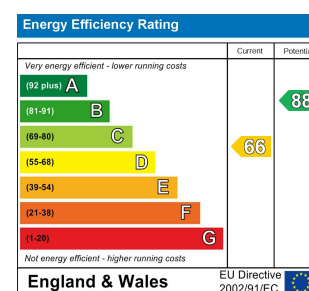 Energy Efficiency Rating
Current Potentia
Very energy efficient - lower running costs
(92 plus) A
(81-91) B
88
(69-80) C
66
(55-68) D
(39-54) E
(21-38) F
(1-20) G
Not energy efficient - higher running costs
England & Wales
EU Directive
2002/91/EC